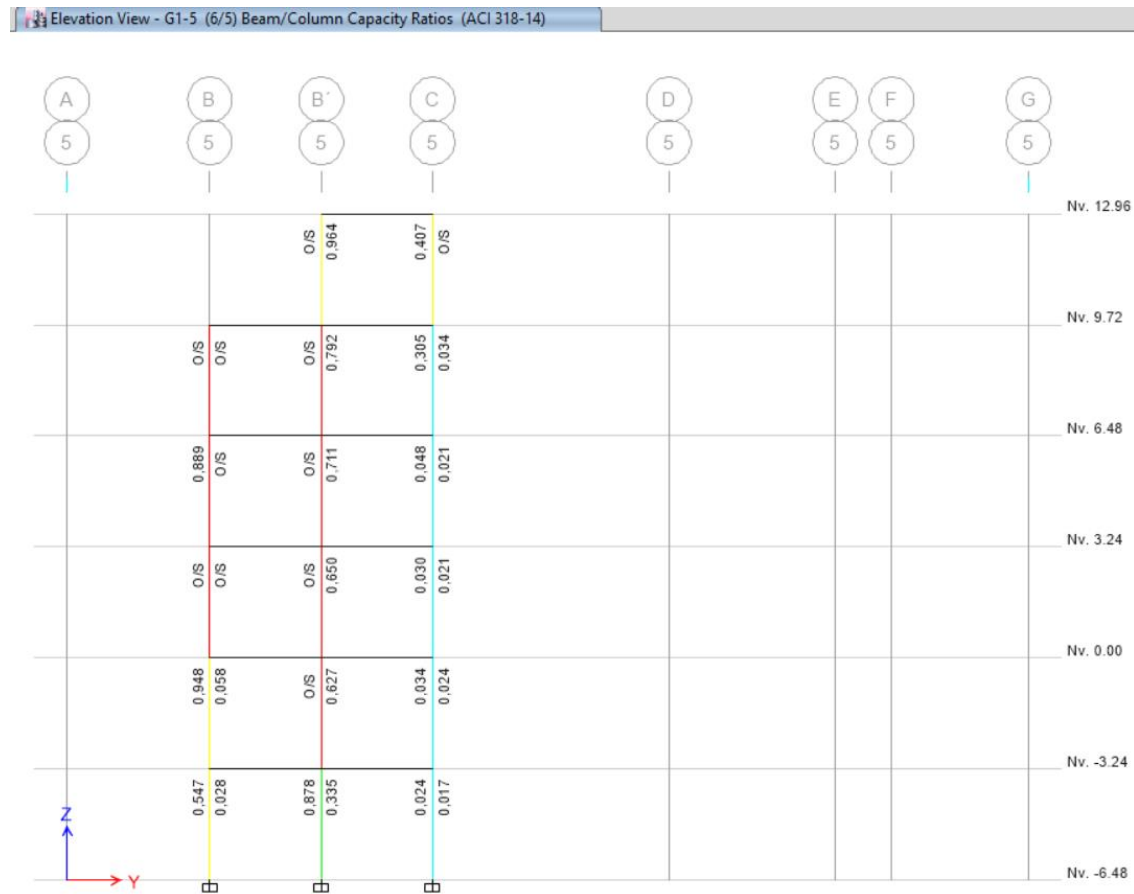 Elevation View - G1-5 (6/5) Beam/Column Capacity Ratios (ACI 318-14)
A B B´ C D E F G
5 5 5 5 5 5 5 5
Nv. 12.96
O/S 0,964 0,407 O/S
Nv. 9.72
O/S O/S O/S 0,792 0,305 0,034
Nv. 6.48
0,889 O/S O/S 0,711 0,048 0,021
Nv. 3.24
O/S O/S O/S 0,650 0,030 0,021
Nv. 0.00
0,948 0,058 O/S 0,627 0,034 0,024
Nv. -3.24
0,547 0,028 0,878 0,335 0,024 0,017
Z
Y
Nv. -6.48